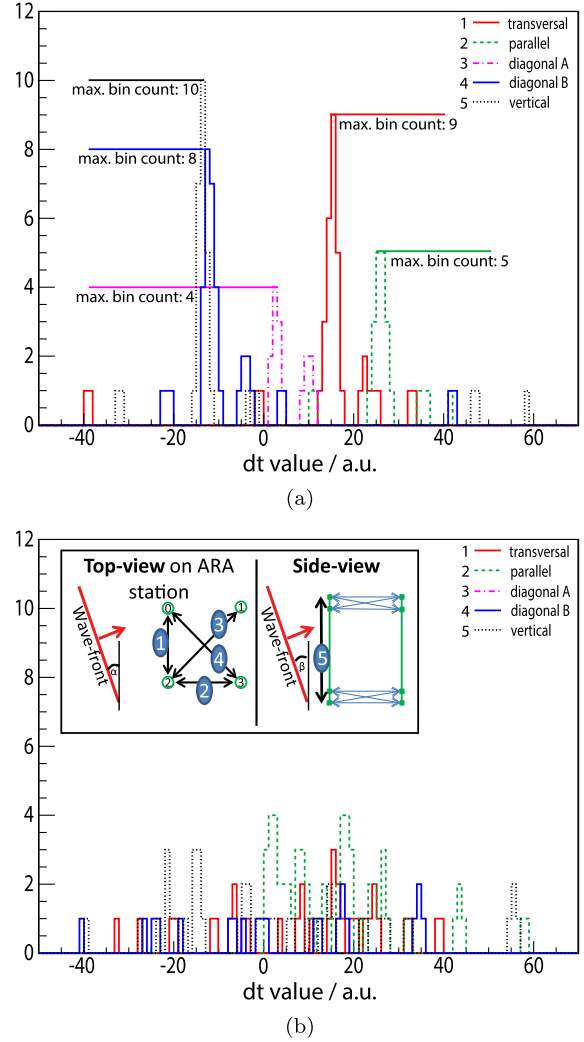 12
10
8
6
4
2
0
1 transversal
2 parallel
3 diagonal A
4 diagonal B
5 vertical
max. bin count: 10
max. bin count: 9
max. bin count: 8
max. bin count: 5
max. bin count: 4
-40 -20 0 20 40 60
dt value / a.u.
(a)
12
10
8
6
4
2
0
1 transversal
2 parallel
3 diagonal A
4 diagonal B
5 vertical
Top-view on ARA
station
Wave-front
α
0 1
1 3
4
2 2 3
Side-view
Wave-front
β
5
-40 -20 0 20 40 60
dt value / a.u.
(b)